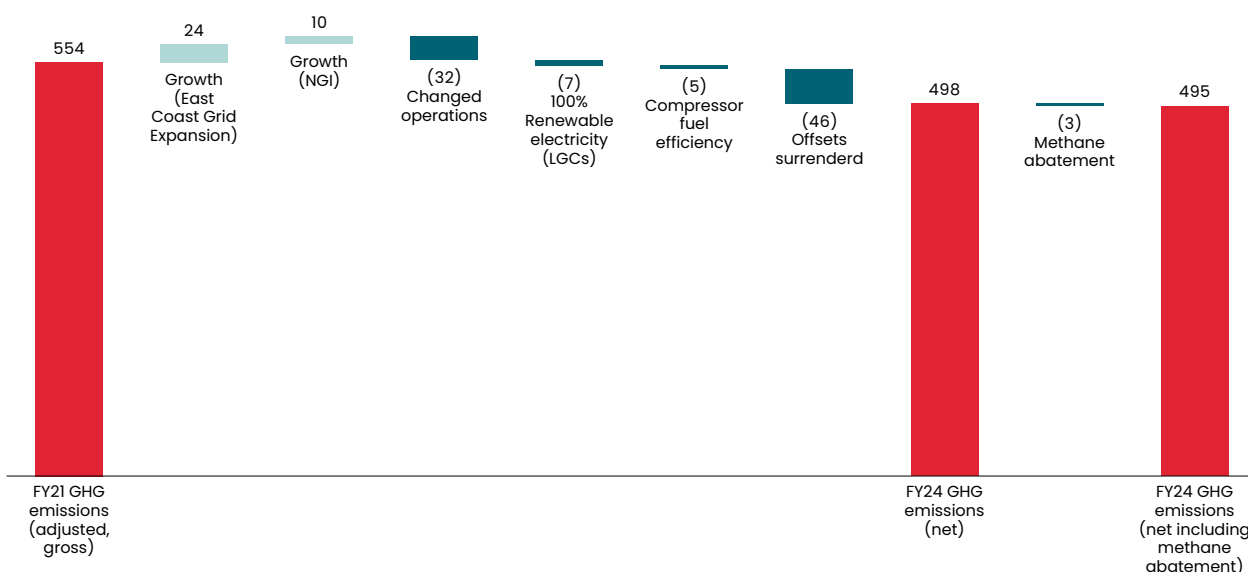 554
24
Growth
(East
Coast Grid
Expansion)
10
Growth
(NGI)
(32)
Changed
operations
(7)
100%
Renewable
electricity
(LGCs)
(5)
Compressor
fuel
efficiency
(46)
Offsets
surrenderd
498
(3)
Methane
abatement
495
FY21 GHG
emissions
(adjusted,
gross)
FY24 GHG
emissions
(net)
FY24 GHG
emissions
(net including
methane
abatement)